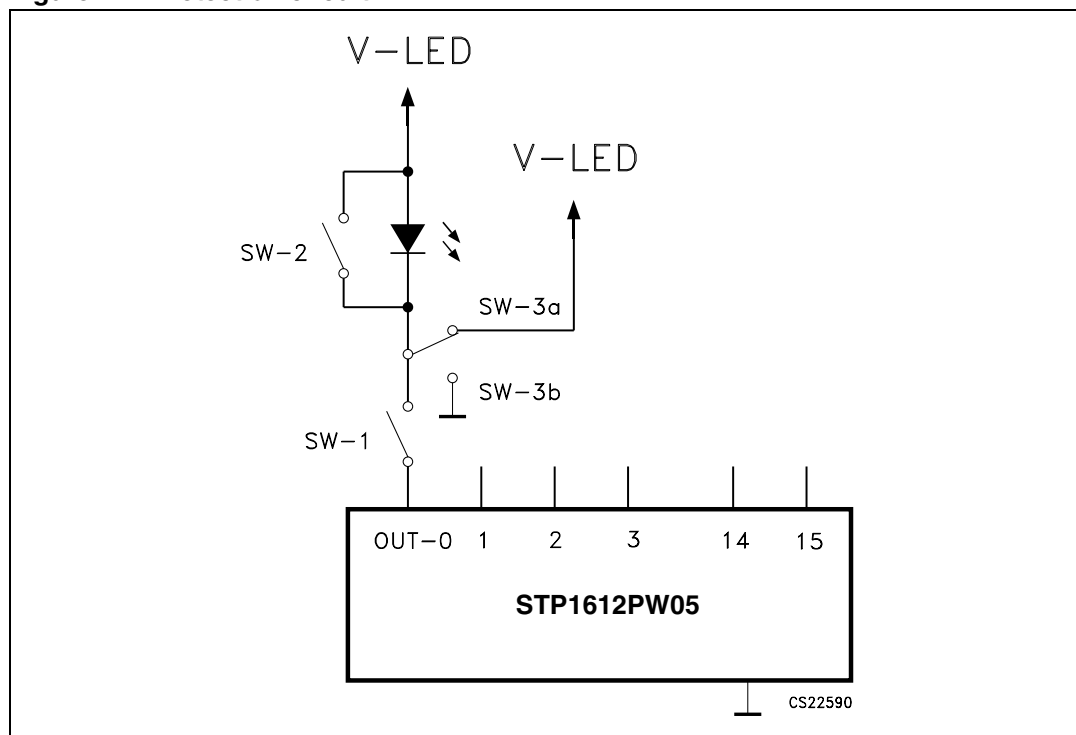 V-LED
V-LED
SW-2
SW-3a
SW-3b
SW-1
OUT-0 1 2 3 14 15
STP1612PW05
CS22590